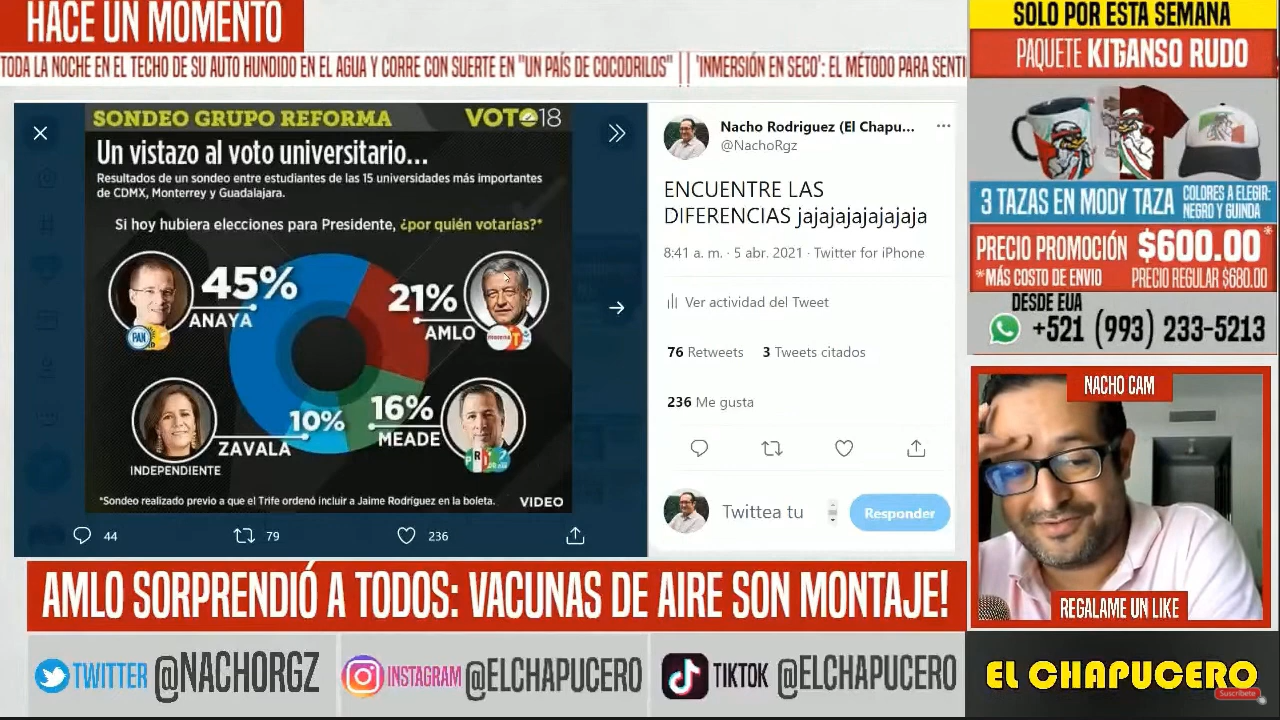 HACE UN MOMENTO
TODA LA NOCHE EN EL TECHO DE SU AUTO HUNDIDO EN EL AGUA Y CORRE CON SUERTE EN "UN PAÍS DE COCODRILOS" || 'INMERSIÓN EN SECO': EL MÉTODO PARA SENTI
SONDEO GRUPO REFORMA
VOTO18
Un vistazo al voto universitario...
Resultados de un sondeo entre estudiantes de las 15 universidades más importantes
de CDMX, Monterrey y Guadalajara.
Si hoy hubiera elecciones para Presidente, ¿por quién votarías?*
45%
ANAYA
PAN
21%
AMLO
morena
10%
ZAVALA
INDEPENDIENTE
16%
MEADE
PRI
*Sondeo realizado previo a que el Trife ordenó incluir a Jaime Rodríguez en la boleta.
VIDEO
44
79
236
Nacho Rodriguez (El Chapu...
@NachoRgz
ENCUENTRE LAS
DIFERENCIAS jajajajajajaja
8:41 a. m. · 5 abr. 2021 · Twitter for iPhone
Ver actividad del Tweet
76 Retweets 3 Tweets citados
236 Me gusta
Twittea tu
Responder
SOLO POR ESTA SEMANA
PAQUETE KIT GANSO RUDO
3 TAZAS EN MODY TAZA
COLORES A ELEGIR:
NEGRO Y GUINDA
PRECIO PROMOCIÓN $600.00*
*MÁS COSTO DE ENVIO PRECIO REGULAR $680.00
DESDE EUA
+521 (993) 233-5213
NACHO CAM
REGALAME UN LIKE
AMLO SORPRENDIÓ A TODOS: VACUNAS DE AIRE SON MONTAJE!
TWITTER @NACHORGZ
INSTAGRAM @ELCHAPUCERO
TIKTOK @ELCHAPUCERO
EL CHAPUCERO
Suscríbete